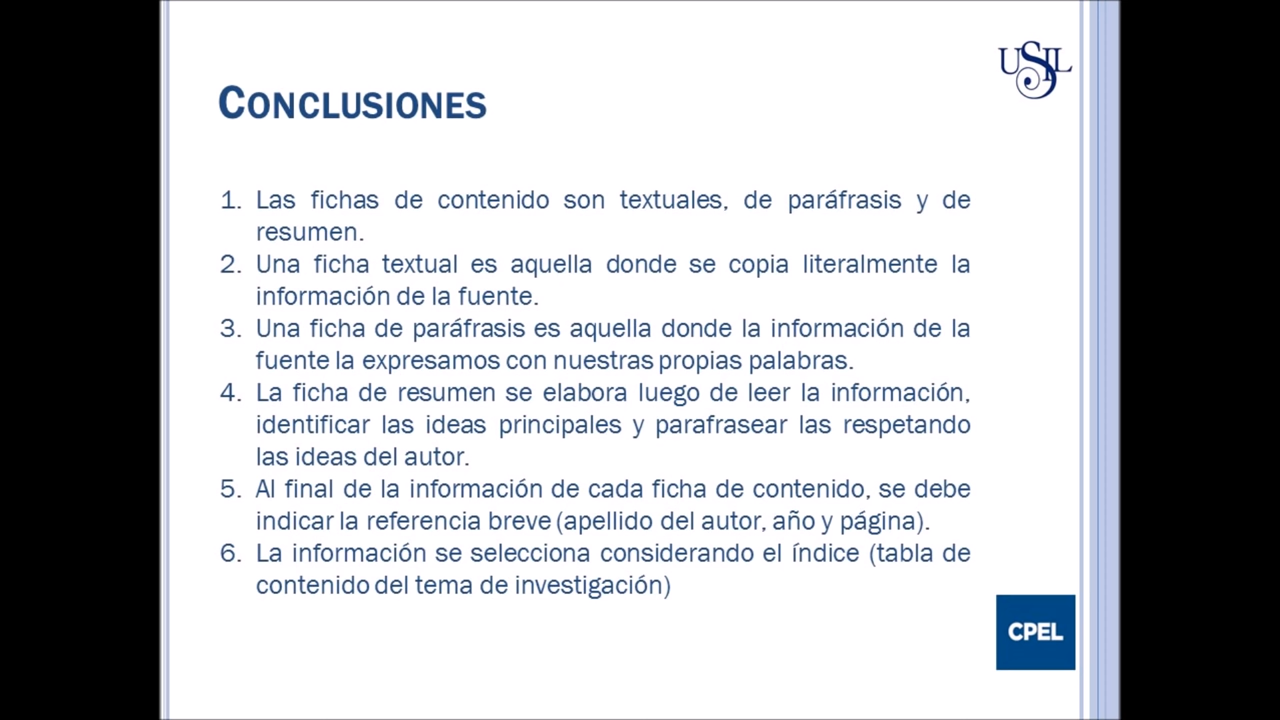 USIL
CONCLUSIONES
1. Las fichas de contenido son textuales, de paráfrasis y de
resumen.
2. Una ficha textual es aquella donde se copia literalmente la
información de la fuente.
3. Una ficha de paráfrasis es aquella donde la información de la
fuente la expresamos con nuestras propias palabras.
4. La ficha de resumen se elabora luego de leer la información,
identificar las ideas principales y parafrasear las respetando
las ideas del autor.
5. Al final de la información de cada ficha de contenido, se debe
indicar la referencia breve (apellido del autor, año y página).
6. La información se selecciona considerando el índice (tabla de
contenido del tema de investigación)
CPEL